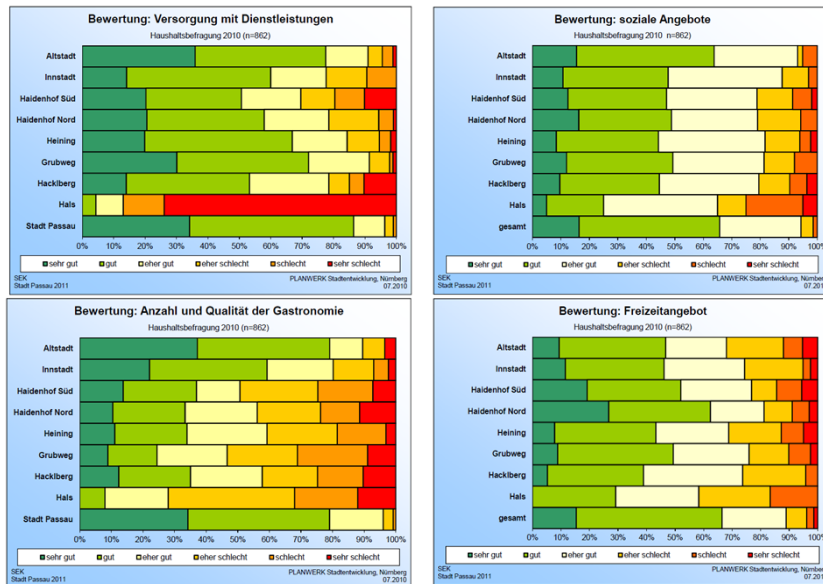 Bewertung: Versorgung mit Dienstleistungen
Haushaltsbefragung 2010 (n=862)
Altstadt
Innstadt
Haidenhof Süd
Haidenhof Nord
Heining
Grubweg
Hacklberg
Hals
Stadt Passau
0% 10% 20% 30% 40% 50% 60% 70% 80% 90% 100%
sehr gut gut eher gut eher schlecht schlecht sehr schlecht
SEK PLANWERK Stadtentwicklung, Nürnberg
Stadt Passau 2011 07.2010
Bewertung: soziale Angebote
Haushaltsbefragung 2010 n=862)
Altstadt
Innstadt
Haidenhof Süd
Haidenhof Nord
Heining
Grubweg
Hacklberg
Hals
gesamt
0% 10% 20% 30% 40% 50% 60% 70% 80% 90% 100%
sehr gut gut eher gut eher schlecht schlecht sehr schlecht
SEK PLANWERK Stadtentwicklung, Nürnberg
Stadt Passau 2011 07.2010
Bewertung: Anzahl und Qualität der Gastronomie
Haushaltsbefragung 2010 (n=862)
Altstadt
Innstadt
Haidenhof Süd
Haidenhof Nord
Heining
Grubweg
Hacklberg
Hals
Stadt Passau
0% 10% 20% 30% 40% 50% 60% 70% 80% 90% 100%
sehr gut gut eher gut eher schlecht schlecht sehr schlecht
SEK PLANWERK Stadtentwicklung, Nürnberg
Stadt Passau 2011 07.2010
Bewertung: Freizeitangebot
Haushaltsbefragung 2010 (n=862)
Altstadt
Innstadt
Haidenhof Süd
Haidenhof Nord
Heining
Grubweg
Hacklberg
Hals
gesamt
0% 10% 20% 30% 40% 50% 60% 70% 80% 90% 100%
sehr gut gut eher gut eher schlecht schlecht sehr schlecht
SEK PLANWERK Stadtentwicklung, Nürnberg
Stadt Passau 2011 07.2010